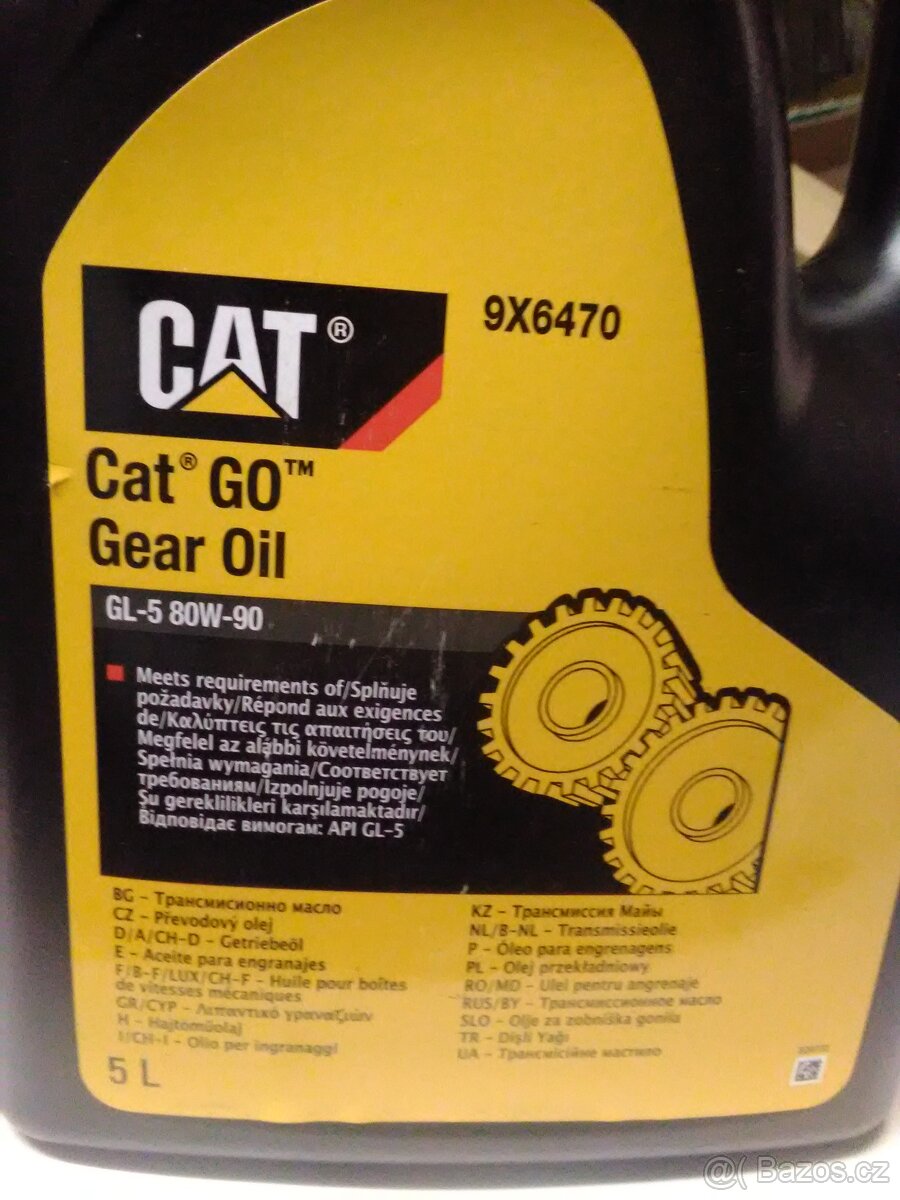 CAT®
9X6470
Cat® GO™
Gear Oil
GL-5 80W-90
Meets requirements of/Splňuje
požadavky/Répond aux exigences
de/Καλύπτεις τις απαιτήσεις του/
Megfelel az alábbi követelménynek/
Spełnia wymagania/Соответствует
требованиям/Izpolnjuje pogoje/
Şu gereklilikleri karşılamaktadır/
Відповідає вимогам: API GL-5
BG - Трансмисионно масло
CZ - Převodový olej
D/A/CH-D - Getriebeöl
E - Aceite para engranajes
F/B-F/LUX/CH-F - Huile pour boîtes
de vitesses mécaniques
GR/CYP - Λιπαντικό γραναζιών
H - Hajtóműolaj
I/CH-I - Olio per ingranaggi
KZ - Трансмиссия Майы
NL/B-NL - Transmissieolie
P - Óleo para engrenagens
PL - Olej przekładniowy
RO/MD - Ulei pentru angrenaje
RUS/BY - Трансмиссионное масло
SLO - Olje za zobniška gonila
TR - Dişli Yağı
UA - Трансмісійне мастило
5 L
@( Bazos.cz